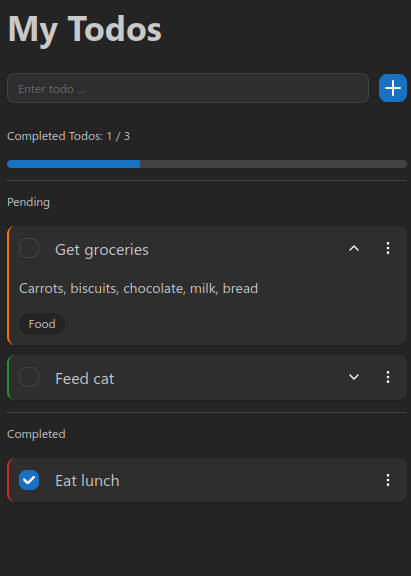 My Todos
Enter todo ...
Completed Todos: 1 / 3
Pending
Get groceries
Carrots, biscuits, chocolate, milk, bread
Food
Feed cat
Completed
Eat lunch